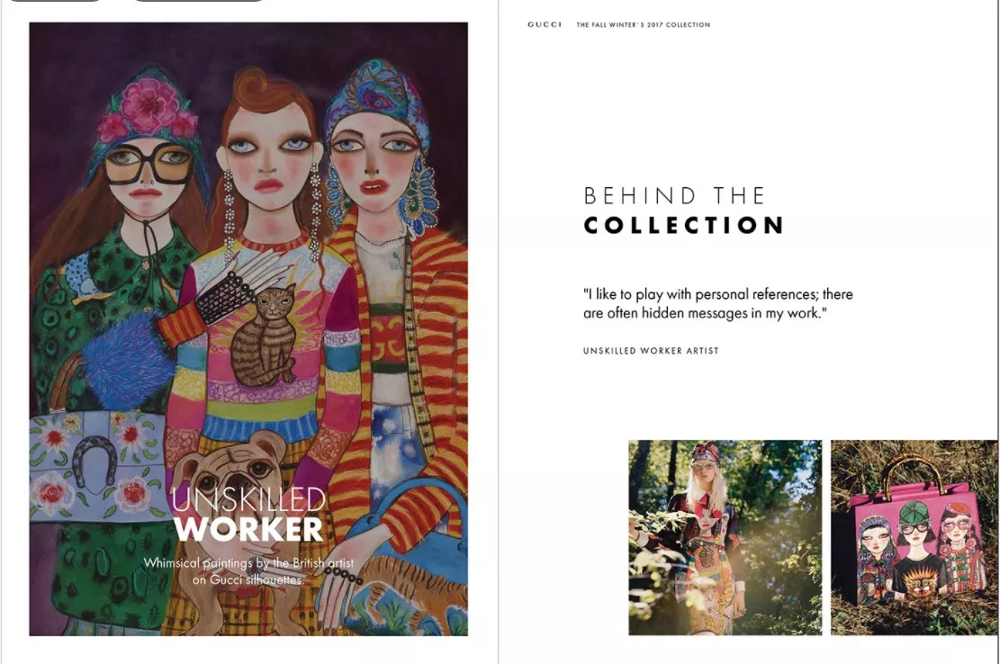 UNSKILLED
WORKER
Whimsical paintings by the British artist
on Gucci silhouettes.
GUCCI THE FALL WINTER`S 2017 COLLECTION
BEHIND THE
COLLECTION
"I like to play with personal references; there
are often hidden messages in my work."
UNSKILLED WORKER ARTIST